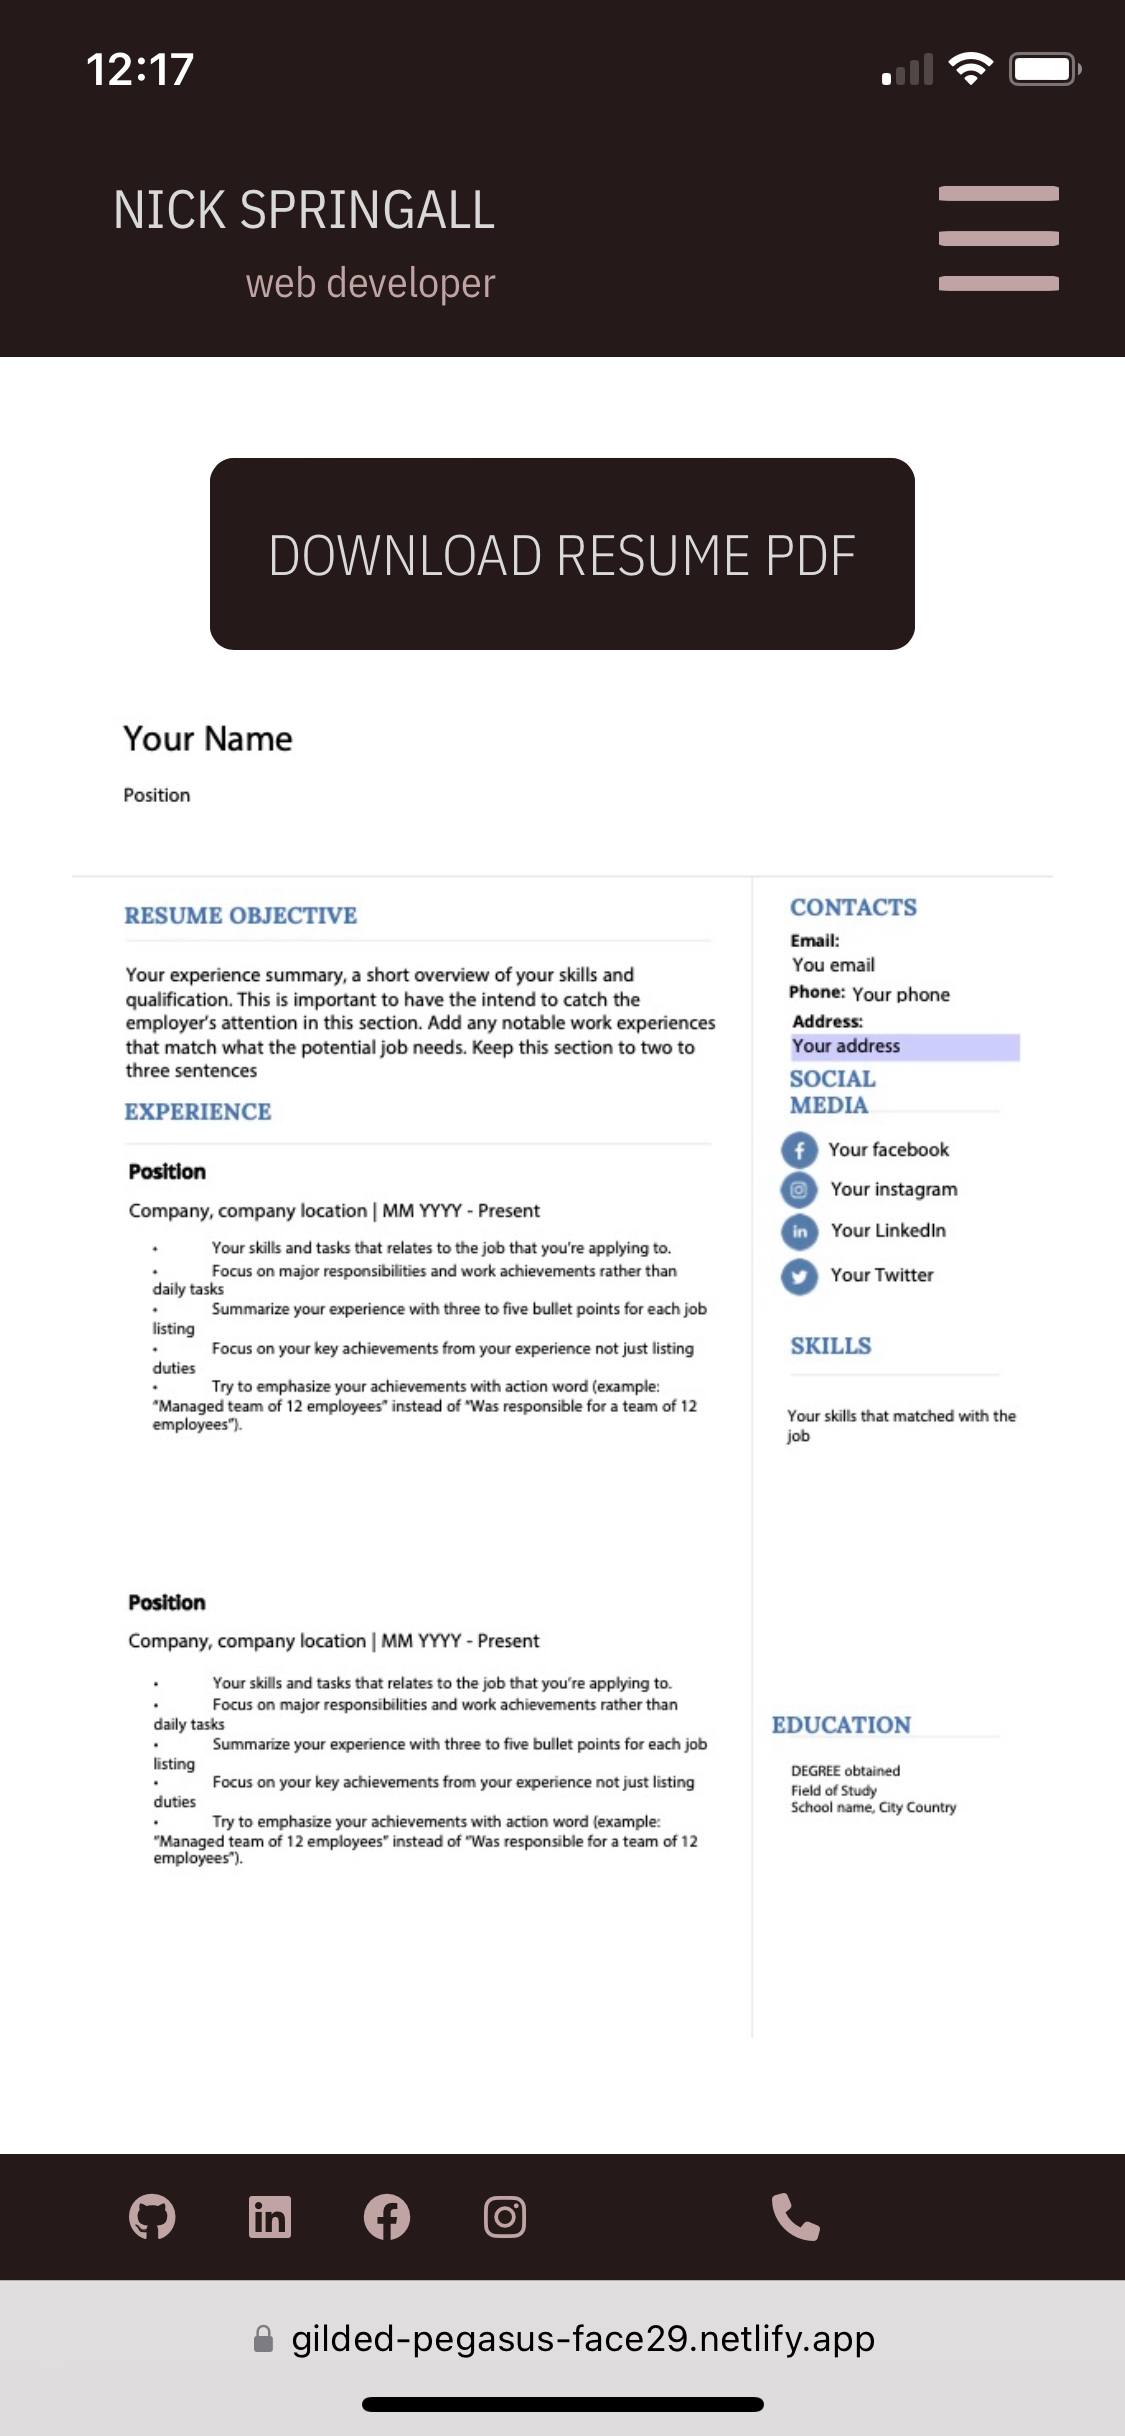 12:17
NICK SPRINGALL
web developer
DOWNLOAD RESUME PDF
Your Name
Position
RESUME OBJECTIVE
Your experience summary, a short overview of your skills and
qualification. This is important to have the intend to catch the
employer's attention in this section. Add any notable work experiences
that match what the potential job needs. Keep this section to two to
three sentences
EXPERIENCE
Position
Company, company location | MM YYYY - Present
• Your skills and tasks that relates to the job that you're applying to.
• Focus on major responsibilities and work achievements rather than
daily tasks
• Summarize your experience with three to five bullet points for each job
listing
• Focus on your key achievements from your experience not just listing
duties
• Try to emphasize your achievements with action word (example:
"Managed team of 12 employees" instead of "Was responsible for a team of 12
employees").
Position
Company, company location | MM YYYY - Present
• Your skills and tasks that relates to the job that you're applying to.
• Focus on major responsibilities and work achievements rather than
daily tasks
• Summarize your experience with three to five bullet points for each job
listing
• Focus on your key achievements from your experience not just listing
duties
• Try to emphasize your achievements with action word (example:
"Managed team of 12 employees" instead of "Was responsible for a team of 12
employees").
CONTACTS
Email:
You email
Phone: Your phone
Address:
Your address
SOCIAL
MEDIA
Your facebook
Your instagram
Your LinkedIn
Your Twitter
SKILLS
Your skills that matched with the
job
EDUCATION
DEGREE obtained
Field of Study
School name, City Country
gilded-pegasus-face29.netlify.app